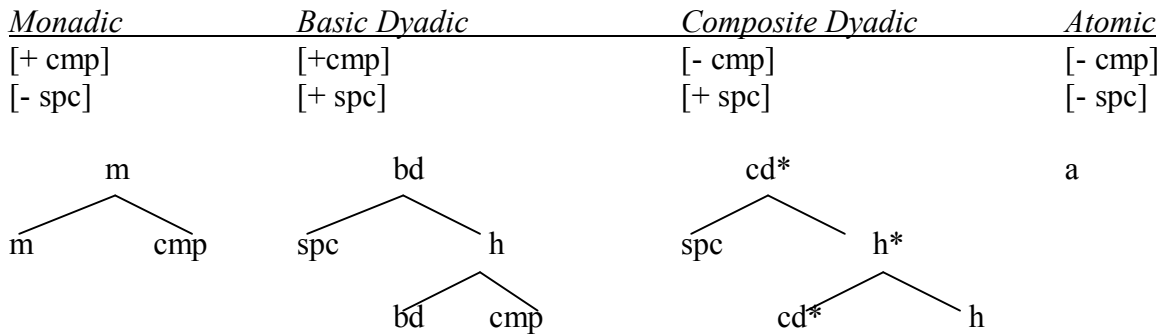 Monadic Basic Dyadic Composite Dyadic Atomic
[+ cmp] [+cmp] [- cmp] [- cmp]
[- spc] [+ spc] [+ spc] [- spc]
m bd cd* a
m cmp spc h spc h*
bd cmp cd* h